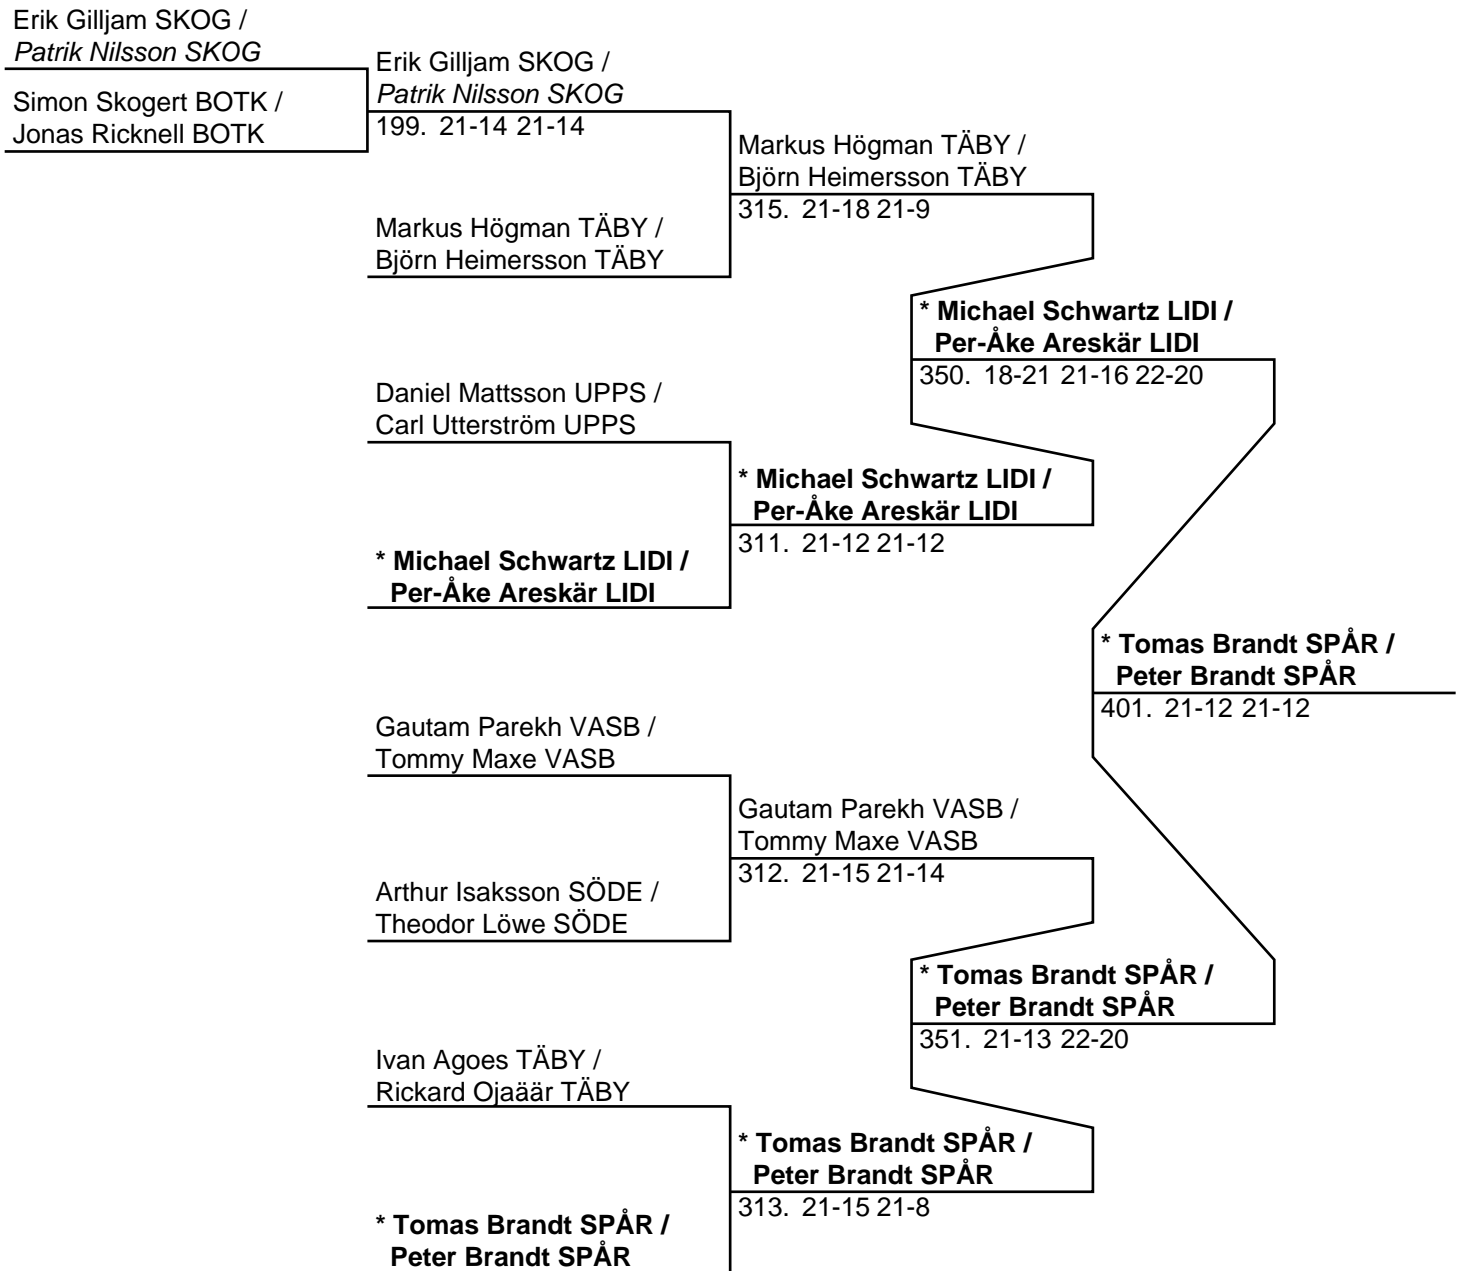 Erik Gilljam SKOG /
Patrik Nilsson SKOG
Simon Skogert BOTK /
Jonas Ricknell BOTK
Erik Gilljam SKOG /
Patrik Nilsson SKOG
199. 21-14 21-14
Markus Högman TÄBY /
Björn Heimersson TÄBY
Markus Högman TÄBY /
Björn Heimersson TÄBY
315. 21-18 21-9
* Michael Schwartz LIDI /
Per-Åke Areskär LIDI
350. 18-21 21-16 22-20
Daniel Mattsson UPPS /
Carl Utterström UPPS
* Michael Schwartz LIDI /
Per-Åke Areskär LIDI
311. 21-12 21-12
* Michael Schwartz LIDI /
Per-Åke Areskär LIDI
* Tomas Brandt SPÅR /
Peter Brandt SPÅR
401. 21-12 21-12
Gautam Parekh VASB /
Tommy Maxe VASB
Gautam Parekh VASB /
Tommy Maxe VASB
312. 21-15 21-14
Arthur Isaksson SÖDE /
Theodor Löwe SÖDE
* Tomas Brandt SPÅR /
Peter Brandt SPÅR
351. 21-13 22-20
Ivan Agoes TÄBY /
Rickard Ojaäär TÄBY
* Tomas Brandt SPÅR /
Peter Brandt SPÅR
313. 21-15 21-8
* Tomas Brandt SPÅR /
Peter Brandt SPÅR